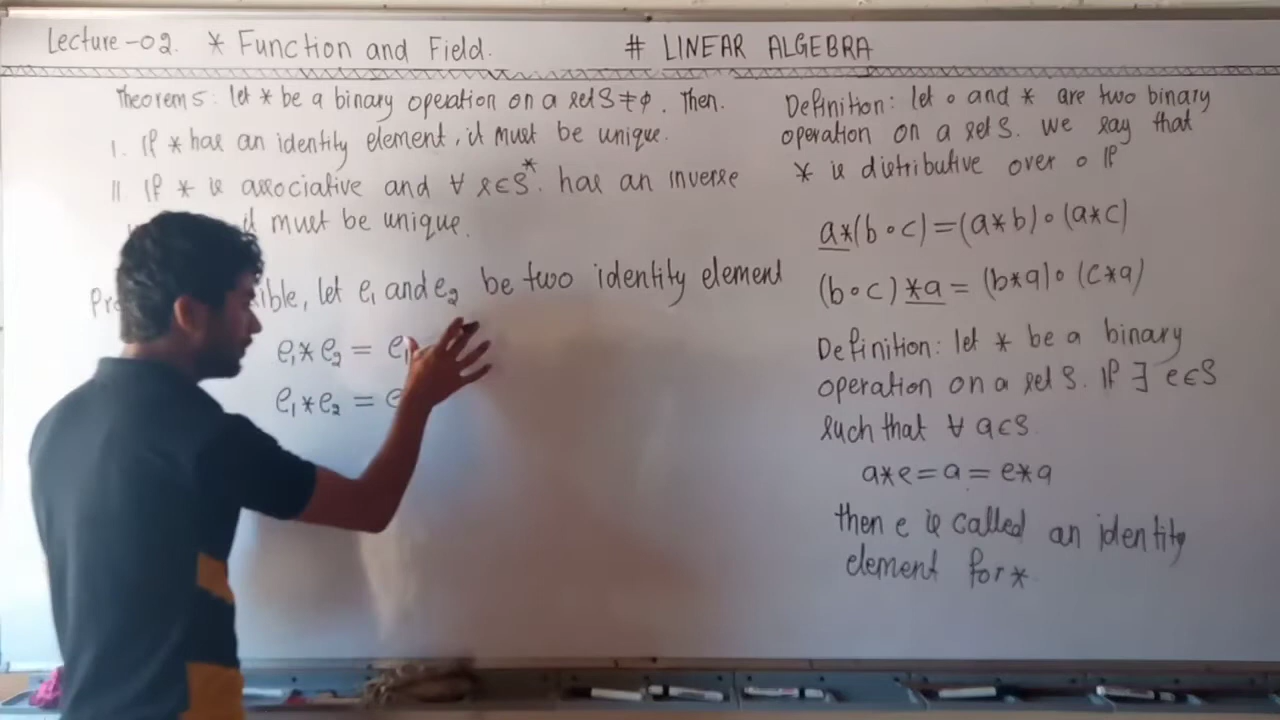 Lecture-02. * Function and Field. # LINEAR ALGEBRA
Theorem 5: let * be a binary operation on a set S ≠ φ. Then.
I. If * has an identity element, it must be unique.
II If * is associative and ∀ s∈S*. has an inverse
it must be unique.
let e₁ and e₂ be two identity element
e₁ * e₂ = e₁
e₁ * e₂ =
Definition: let ∘ and * are two binary
operation on a set S. we say that
* is distributive over ∘ if
a*(b∘c)=(a*b)∘(a*c)
(b∘c)*a = (b*a)∘(c*a)
Definition: let * be a binary
operation on a set S. If ∃ e∈S
such that ∀ a∈S
a*e=a=e*a
then e is called an identity
element for *